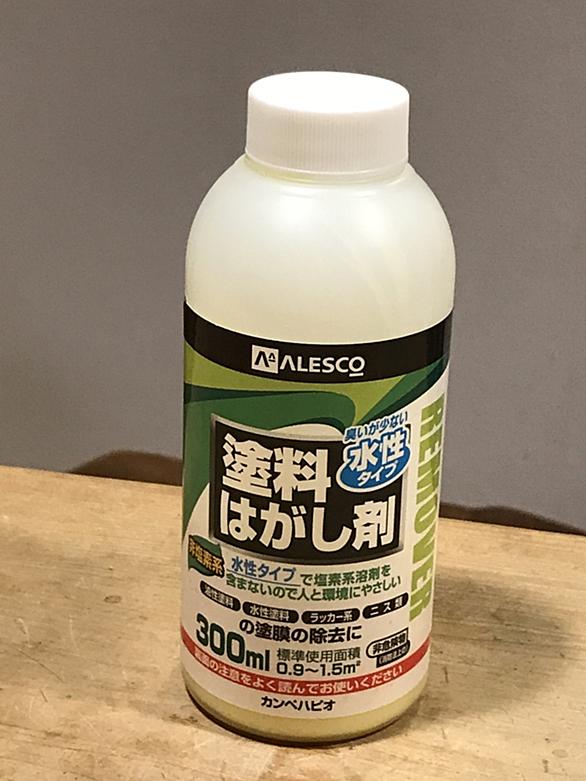 ALESCO
臭いが少ない
水性
タイプ
塗料
はがし剤
REMOVER
非塩素系
水性タイプで塩素系溶剤を
含まないので人と環境にやさしい
油性塗料 水性塗料 ラッカー系 ニス類
の塗膜の除去に
300ml 標準使用面積
0.9～1.5m²
非危険物
(消防法上の)
裏面の注意をよく読んでお使いください
カンペハピオ